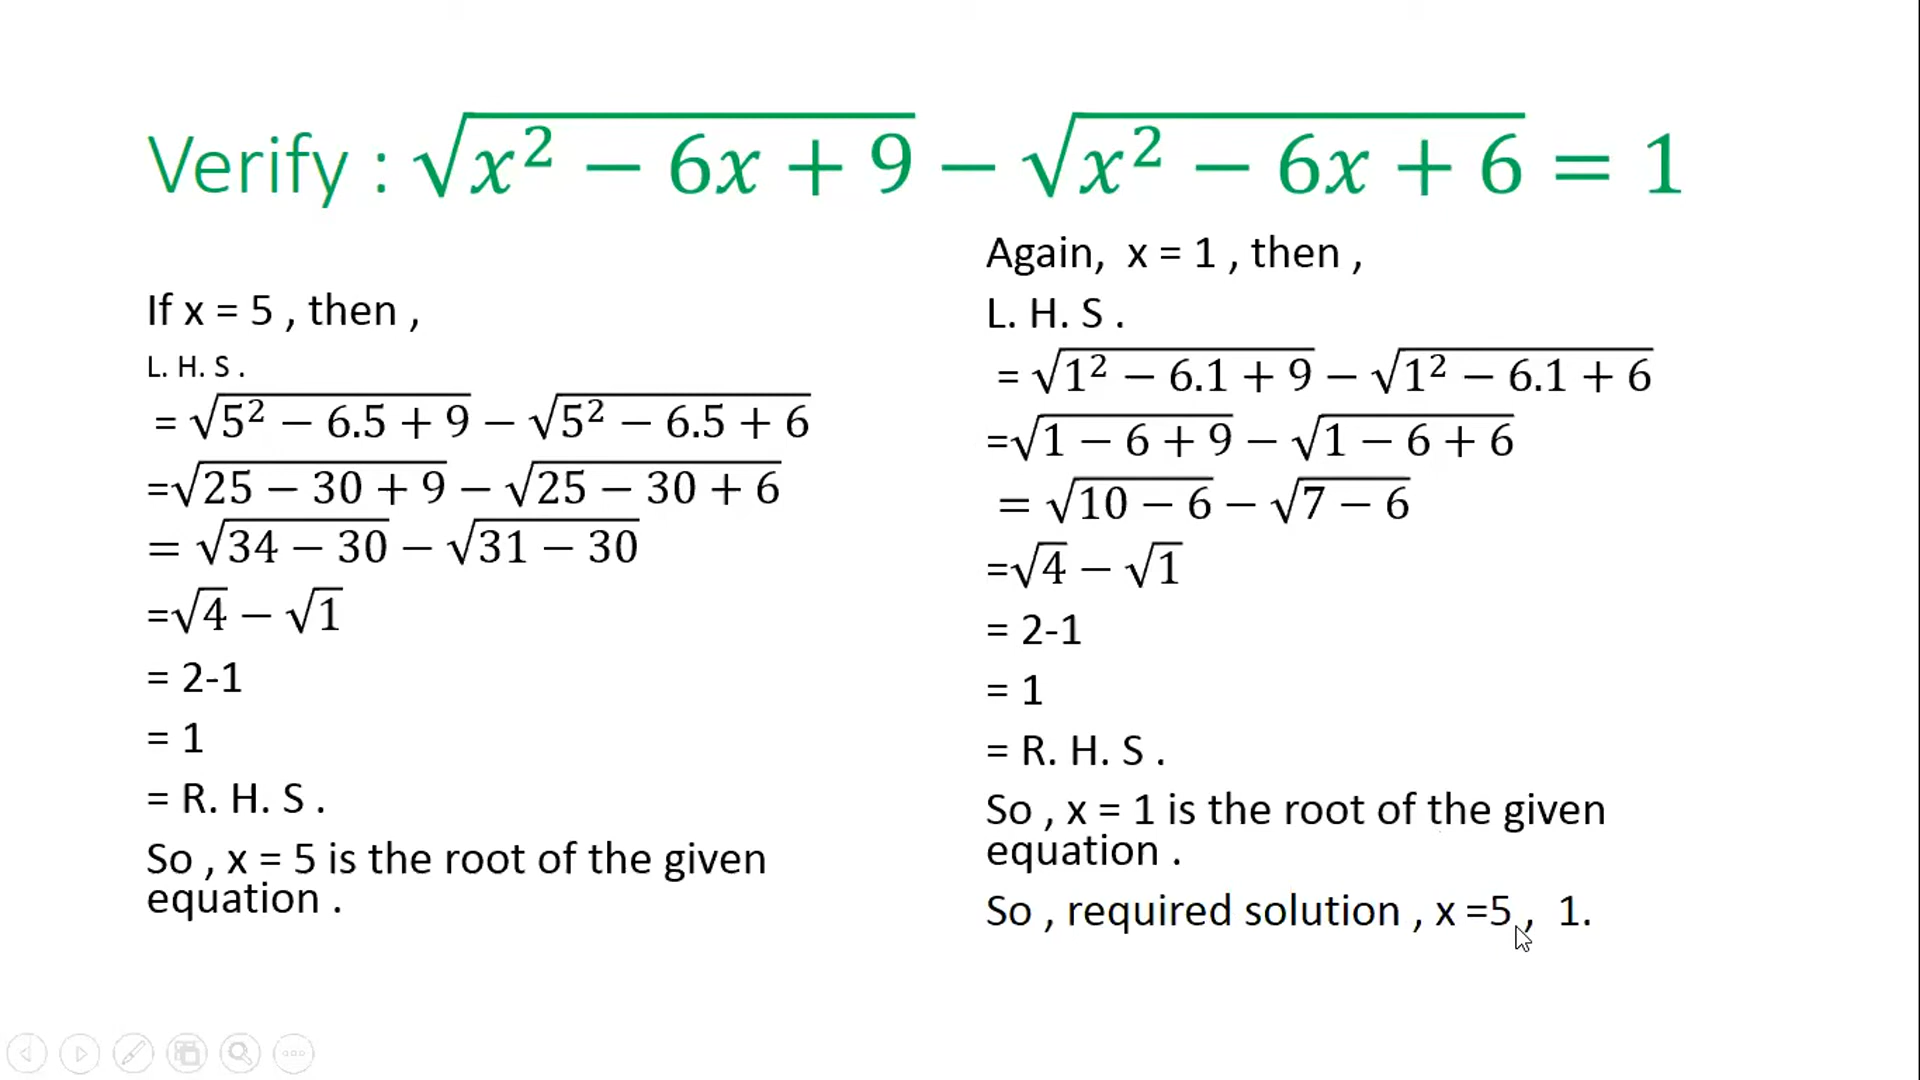 Verify : √(x² − 6x + 9) − √(x² − 6x + 6) = 1
If x = 5 , then ,
L. H. S .
= √(5² − 6.5 + 9) − √(5² − 6.5 + 6)
=√(25 − 30 + 9) − √(25 − 30 + 6)
= √(34 − 30) − √(31 − 30)
=√4 − √1
= 2-1
= 1
= R. H. S .
So , x = 5 is the root of the given
equation .
Again, x = 1 , then ,
L. H. S .
= √(1² − 6.1 + 9) − √(1² − 6.1 + 6)
=√(1 − 6 + 9) − √(1 − 6 + 6)
= √(10 − 6) − √(7 − 6)
=√4 − √1
= 2-1
= 1
= R. H. S .
So , x = 1 is the root of the given
equation .
So , required solution , x =5 , 1.